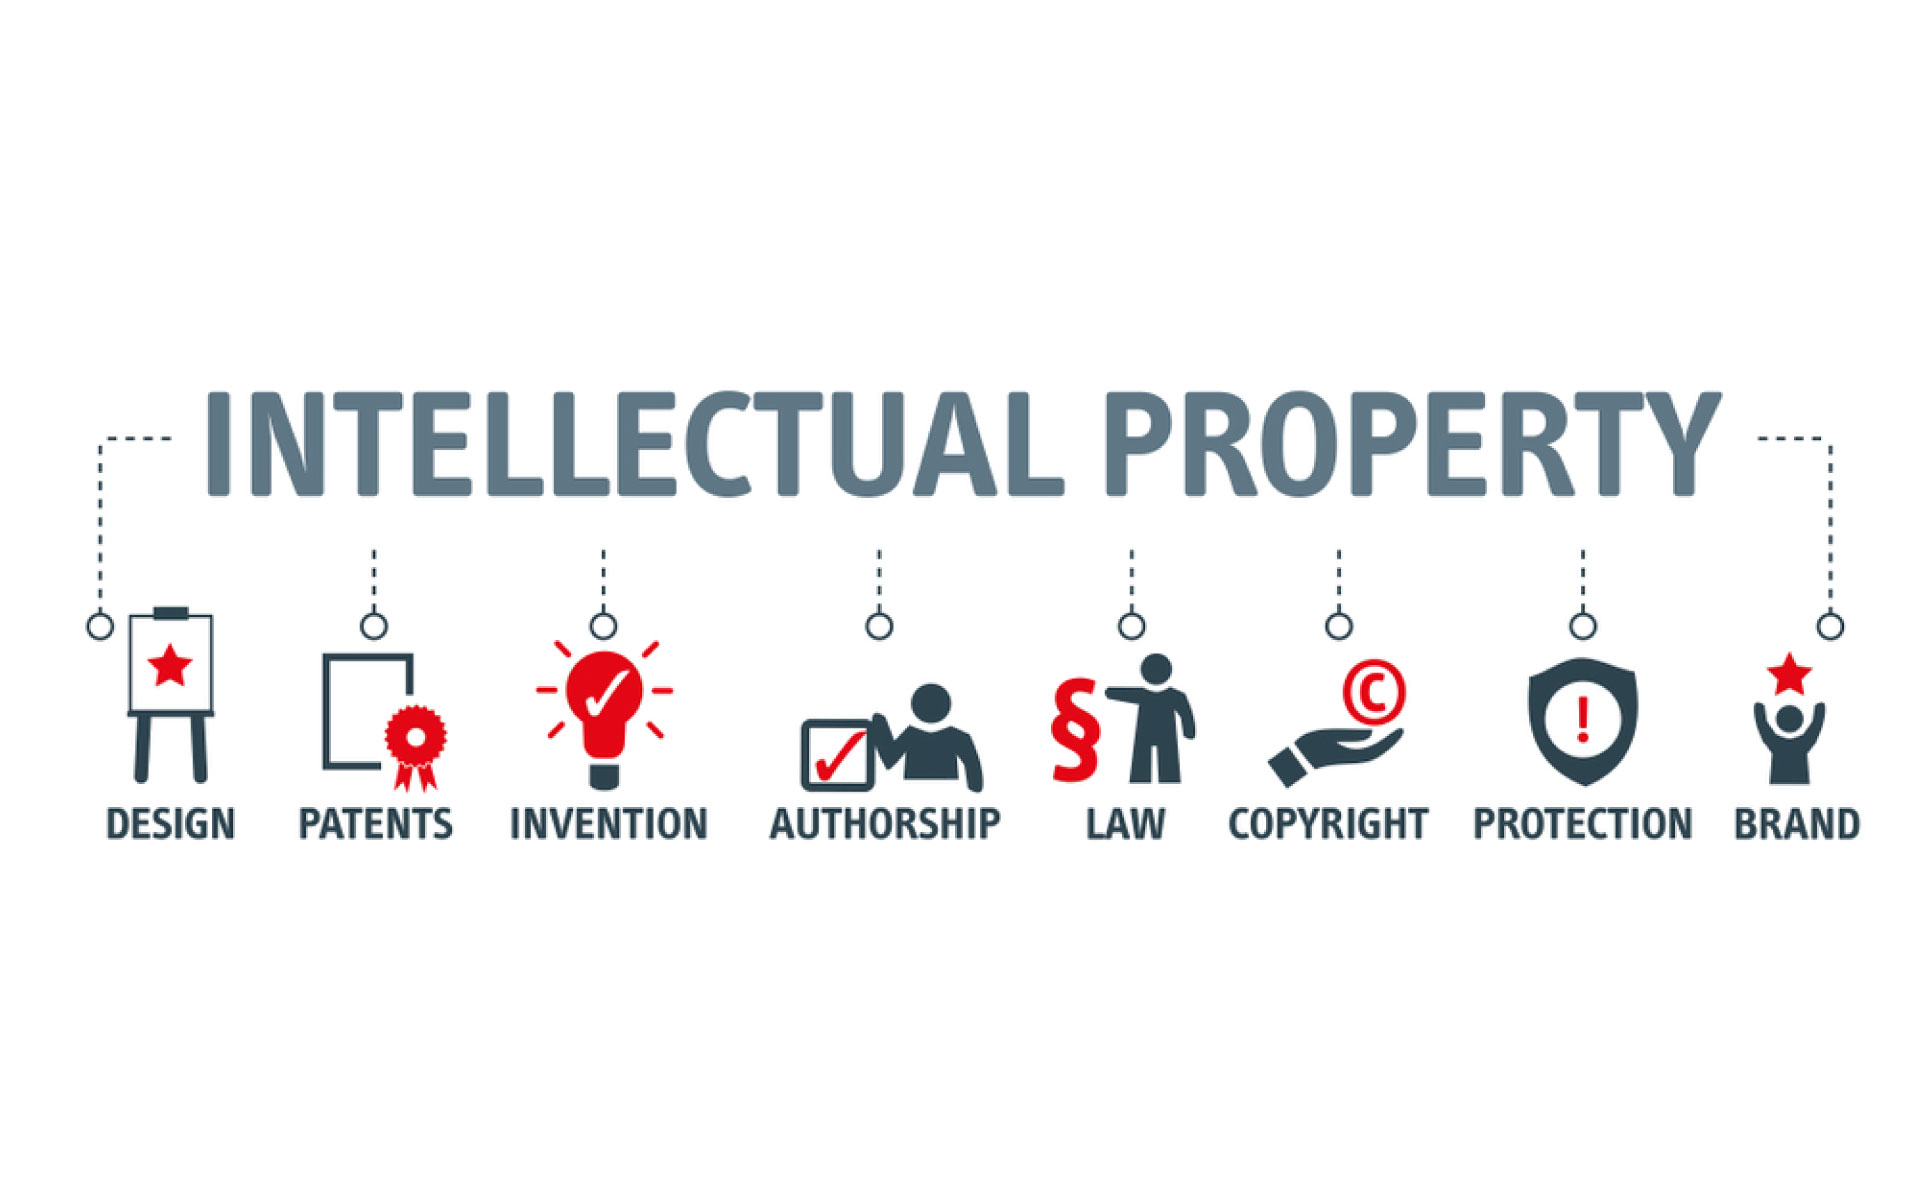 INTELLECTUAL PROPERTY
§
©
!
DESIGN PATENTS INVENTION AUTHORSHIP LAW COPYRIGHT PROTECTION BRAND